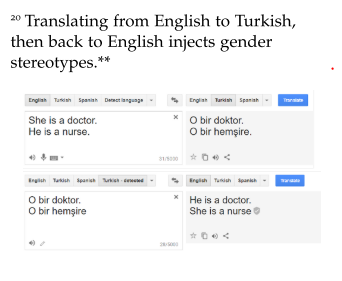 20 Translating from English to Turkish,
then back to English injects gender
stereotypes.**
English Turkish Spanish Detect language
English Turkish Spanish
Translate
She is a doctor.
He is a nurse.
O bir doktor.
O bir hemşire.
31/5000
English Turkish Spanish Turkish - detected
English Turkish Spanish
Translate
O bir doktor.
O bir hemşire
He is a doctor.
She is a nurse
28/5000